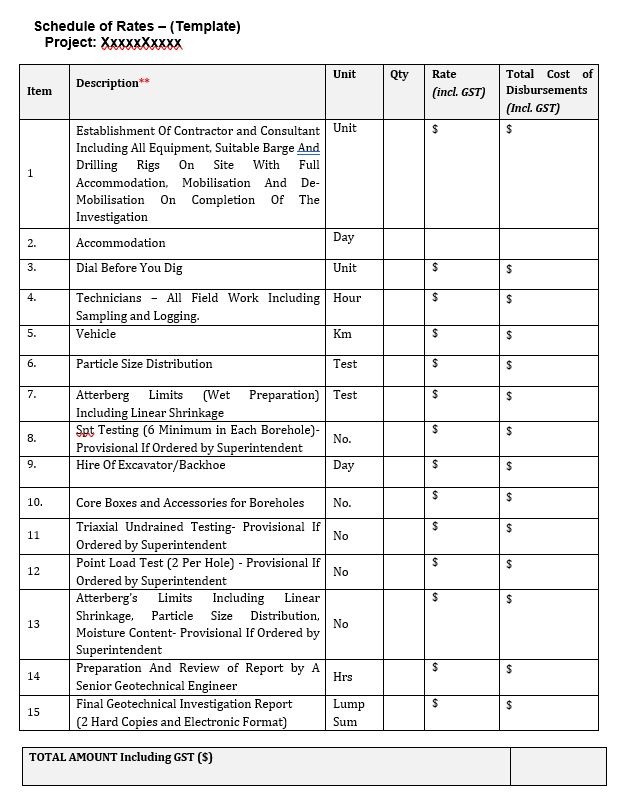 Schedule of Rates – (Template)
Project: XxxxxXxxxx
Item
Description**
Unit
Qty
Rate
(incl. GST)
Total Cost of
Disbursements
(Incl. GST)
1
Establishment Of Contractor and Consultant
Including All Equipment, Suitable Barge And
Drilling Rigs On Site With Full
Accommodation, Mobilisation And De-
Mobilisation On Completion Of The
Investigation
Unit
$
$
2.
Accommodation
Day
3.
Dial Before You Dig
Unit
$
$
4.
Technicians – All Field Work Including
Sampling and Logging.
Hour
$
$
5.
Vehicle
Km
$
$
6.
Particle Size Distribution
Test
$
$
7.
Atterberg Limits (Wet Preparation)
Including Linear Shrinkage
Test
$
$
8.
Spt Testing (6 Minimum in Each Borehole)-
Provisional If Ordered by Superintendent
No.
$
$
9.
Hire Of Excavator/Backhoe
Day
$
$
10.
Core Boxes and Accessories for Boreholes
No.
$
$
11
Triaxial Undrained Testing- Provisional If
Ordered by Superintendent
No
$
$
12
Point Load Test (2 Per Hole) - Provisional If
Ordered by Superintendent
No
$
$
13
Atterberg's Limits Including Linear
Shrinkage, Particle Size Distribution,
Moisture Content- Provisional If Ordered by
Superintendent
No
$
$
14
Preparation And Review of Report by A
Senior Geotechnical Engineer
Hrs
$
$
15
Final Geotechnical Investigation Report
(2 Hard Copies and Electronic Format)
Lump
Sum
$
$
TOTAL AMOUNT Including GST ($)